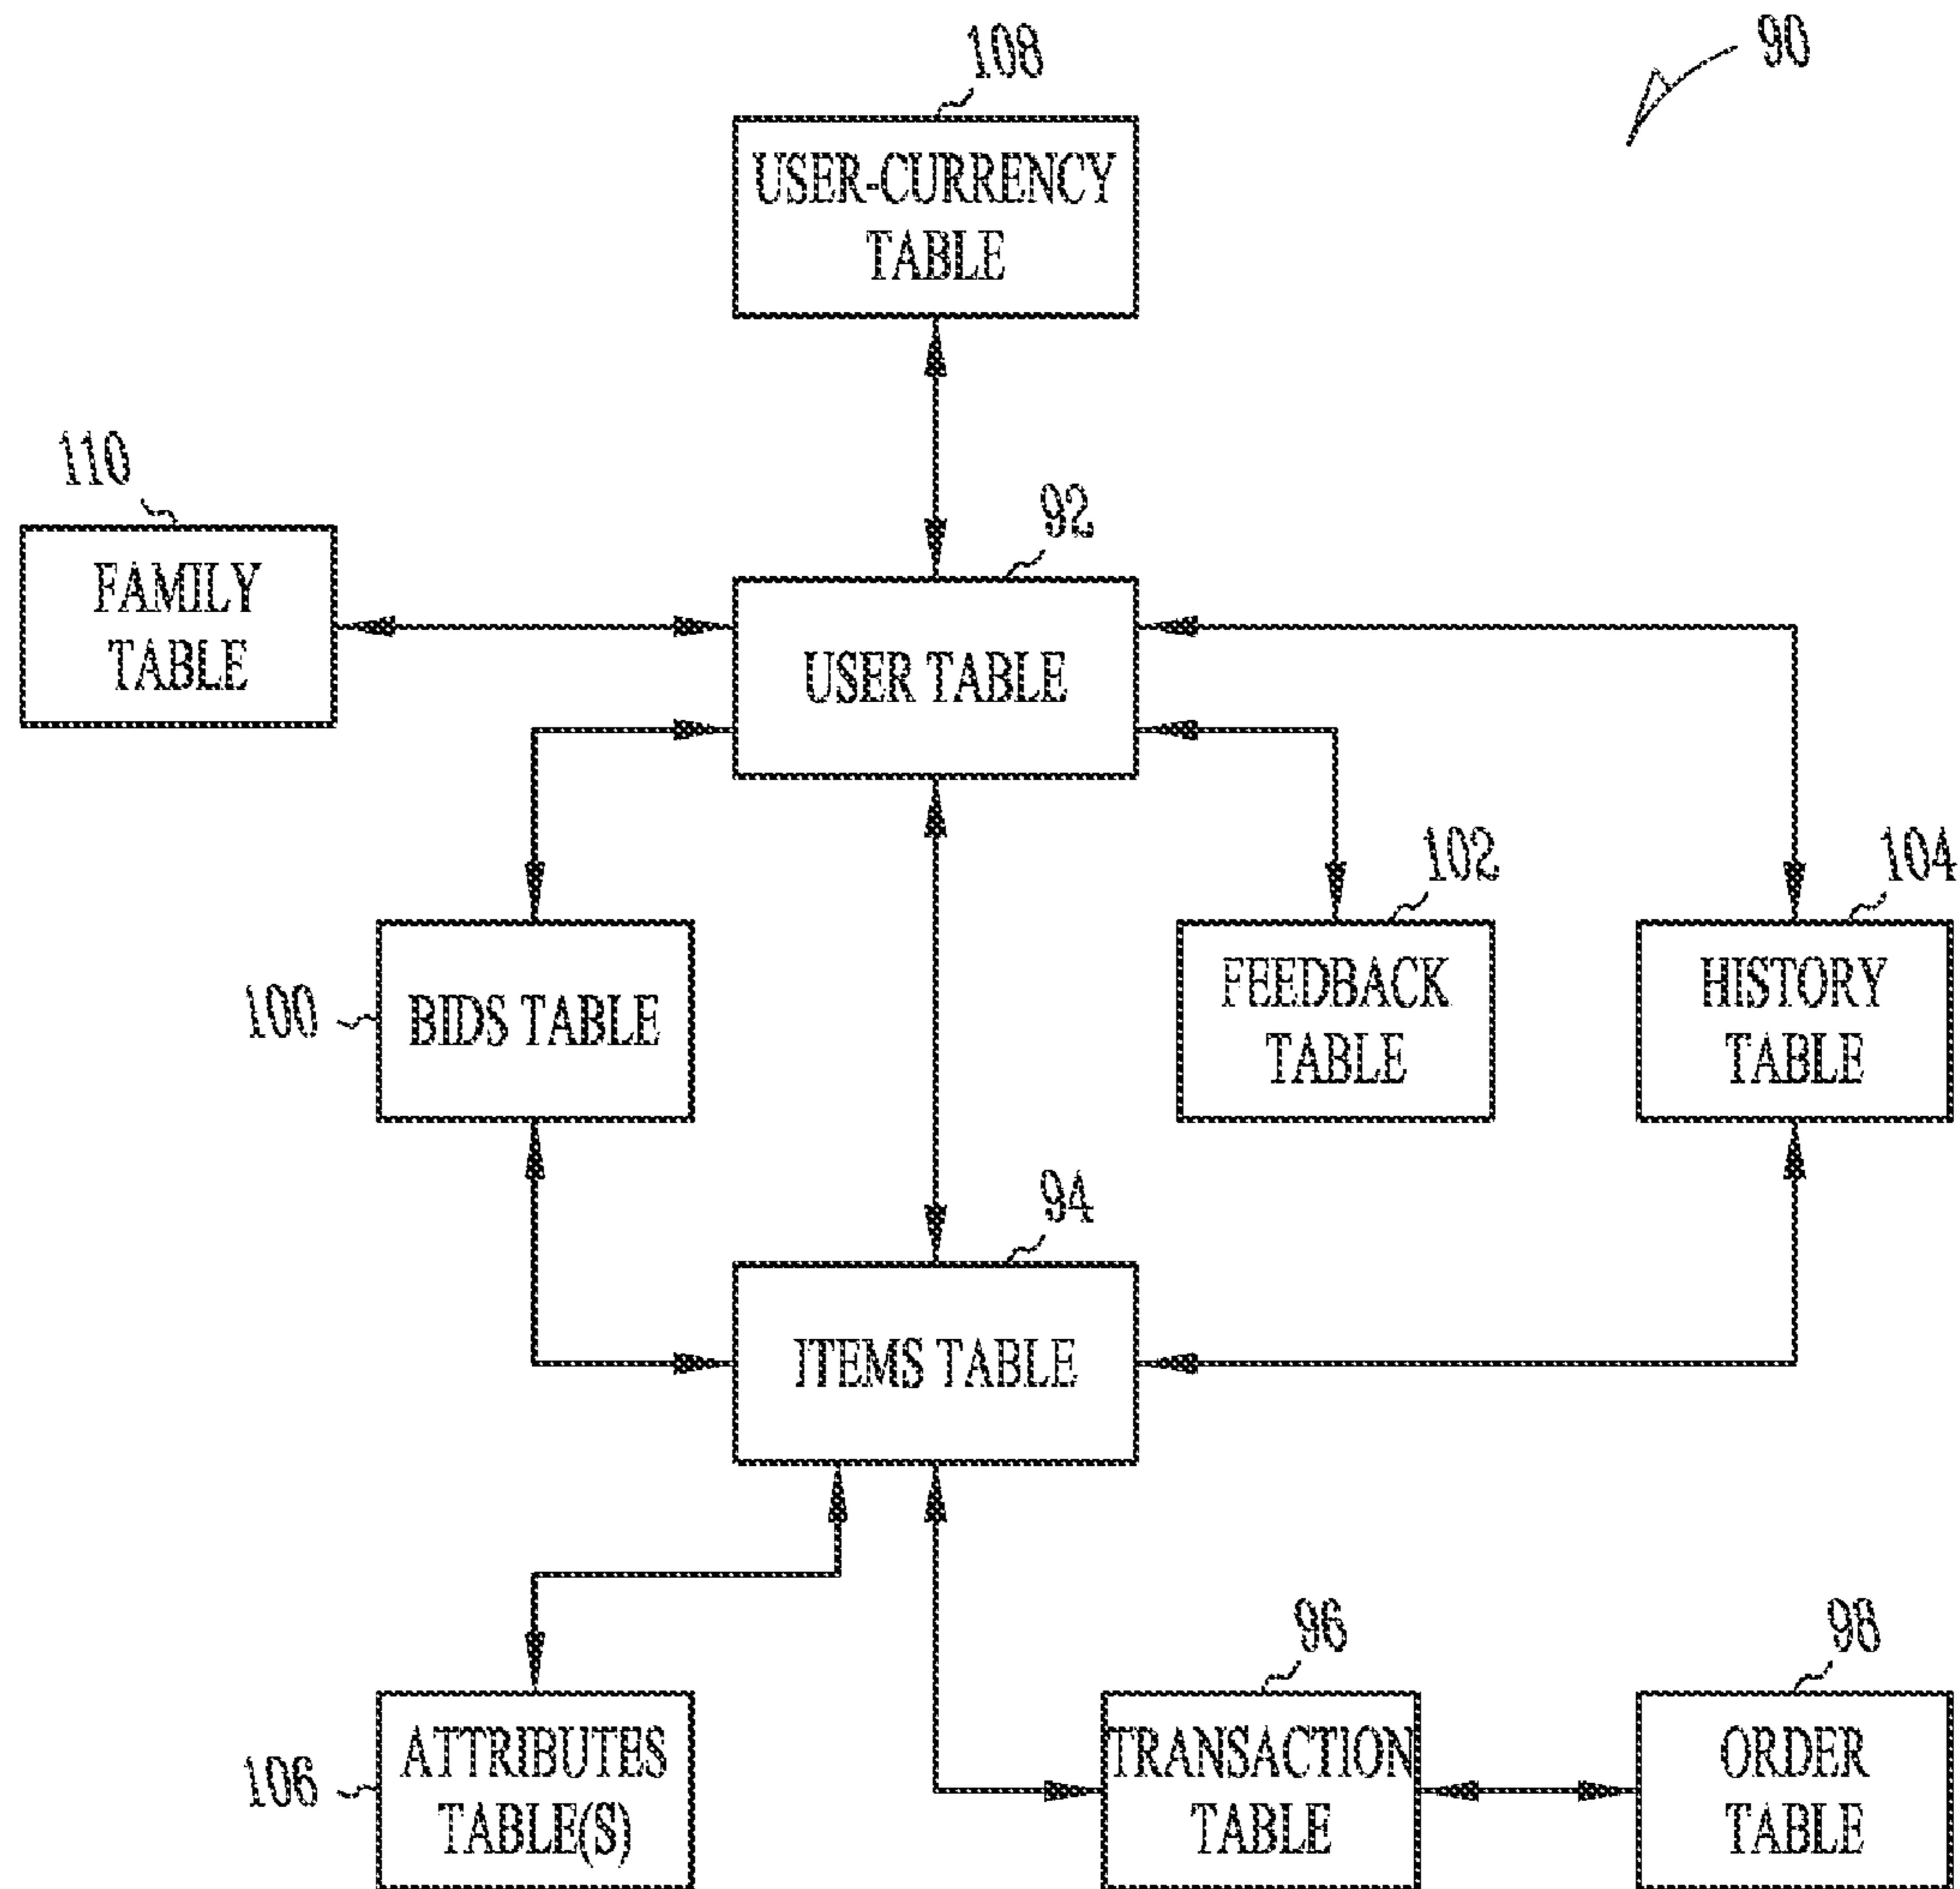 90
108
USER-CURRENCY
TABLE
110
FAMILY
TABLE
92
USER TABLE
100
BIDS TABLE
102
FEEDBACK
TABLE
104
HISTORY
TABLE
94
ITEMS TABLE
106
ATTRIBUTES
TABLE(S)
96
TRANSACTION
TABLE
98
ORDER
TABLE